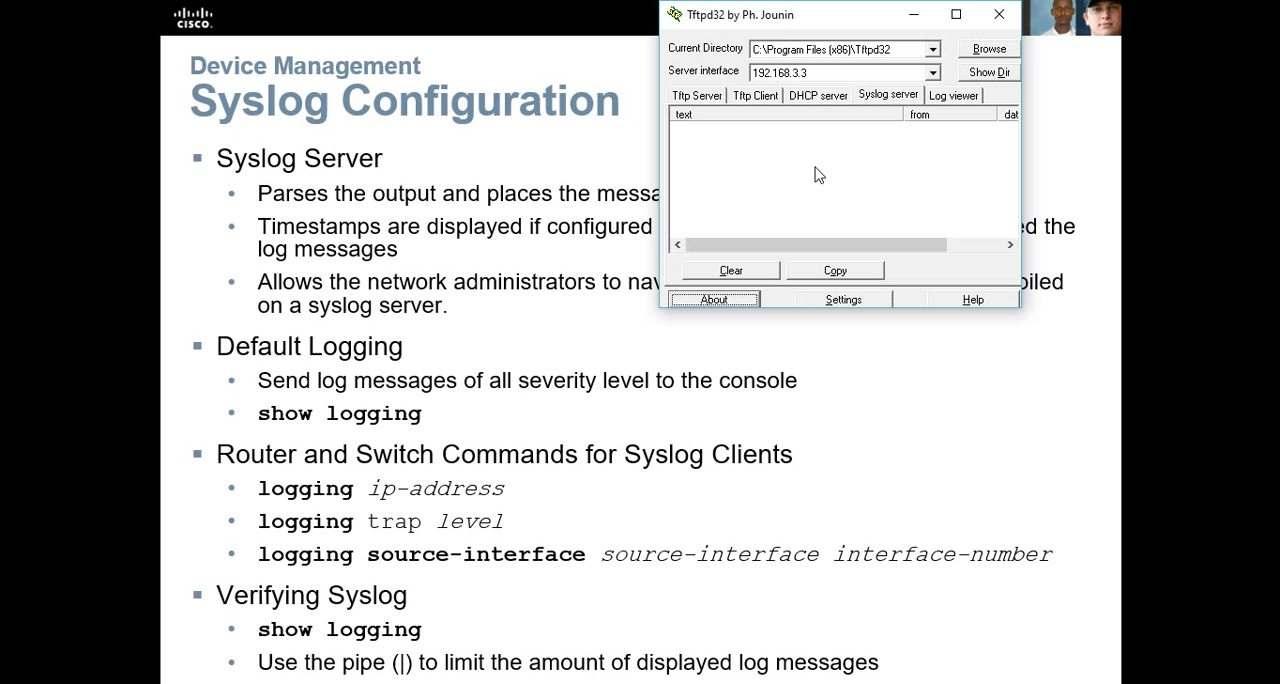 CISCO
Device Management
Syslog Configuration
Syslog Server
Parses the output and places the messa
Timestamps are displayed if configured
ed the
log messages
Allows the network administrators to nav
piled
on a syslog server.
Default Logging
Send log messages of all severity level to the console
show logging
Router and Switch Commands for Syslog Clients
logging ip-address
logging trap level
logging source-interface source-interface interface-number
Verifying Syslog
show logging
Use the pipe (|) to limit the amount of displayed log messages
Tftpd32 by Ph. Jounin
Current Directory C:\Program Files (x86)\Tftpd32 Browse
Server interface 192.168.3.3 Show Dir
Tftp Server Tftp Client DHCP server Syslog server Log viewer
text from dat
Clear Copy
About Settings Help